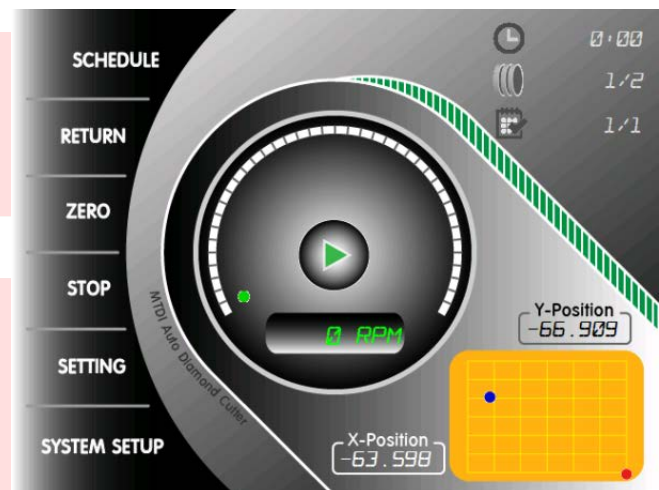 SCHEDULE
RETURN
ZERO
STOP
SETTING
SYSTEM SETUP
0:00
1/2
1/1
0 RPM
MTDI Auto Diamond Cutter
Y-Position
-66.909
X-Position
-63.598